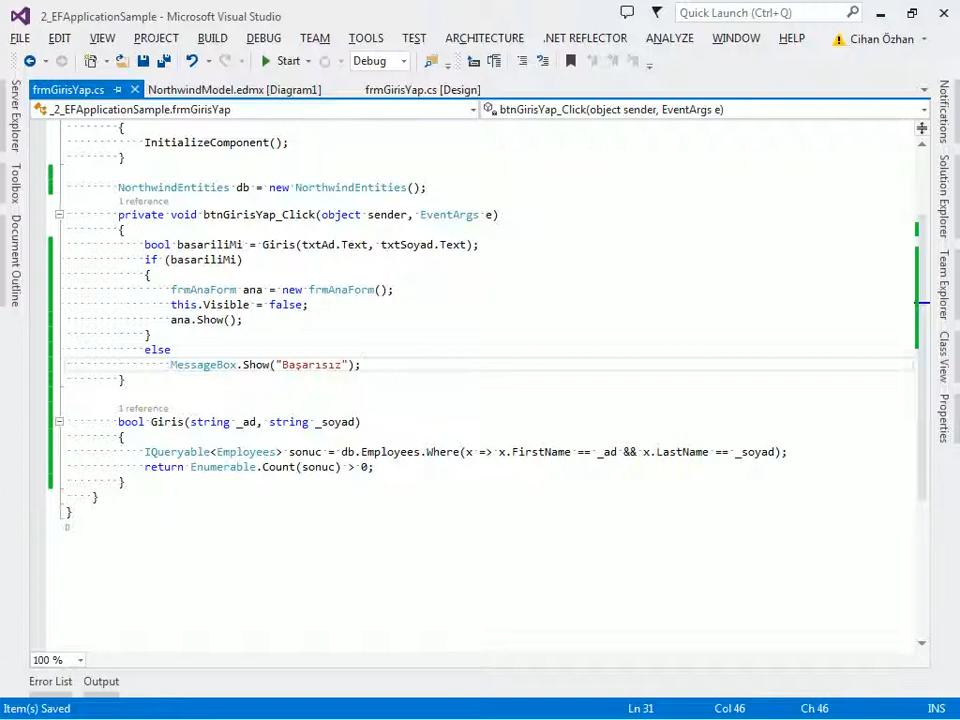 2_EFApplicationSample - Microsoft Visual Studio
Quick Launch (Ctrl+Q)
FILE EDIT VIEW PROJECT BUILD DEBUG TEAM TOOLS TEST ARCHITECTURE .NET REFLECTOR ANALYZE WINDOW HELP Cihan Özhan
Start Debug
frmGirisYap.cs NorthwindModel.edmx [Diagram1] frmGirisYap.cs [Design]
_2_EFApplicationSample.frmGirisYap btnGirisYap_Click(object sender, EventArgs e)
{
InitializeComponent();
}
NorthwindEntities db = new NorthwindEntities();
1 reference
private void btnGirisYap_Click(object sender, EventArgs e)
{
bool basariliMi = Giris(txtAd.Text, txtSoyad.Text);
if (basariliMi)
{
frmAnaForm ana = new frmAnaForm();
this.Visible = false;
ana.Show();
}
else
MessageBox.Show("Başarısız");
}
1 reference
bool Giris(string _ad, string _soyad)
{
IQueryable<Employees> sonuc = db.Employees.Where(x => x.FirstName == _ad && x.LastName == _soyad);
return Enumerable.Count(sonuc) > 0;
}
}
}
Server Explorer
Toolbox
Document Outline
Notifications
Solution Explorer
Team Explorer
Class View
Properties
100 %
Error List Output
Item(s) Saved Ln 31 Col 46 Ch 46 INS